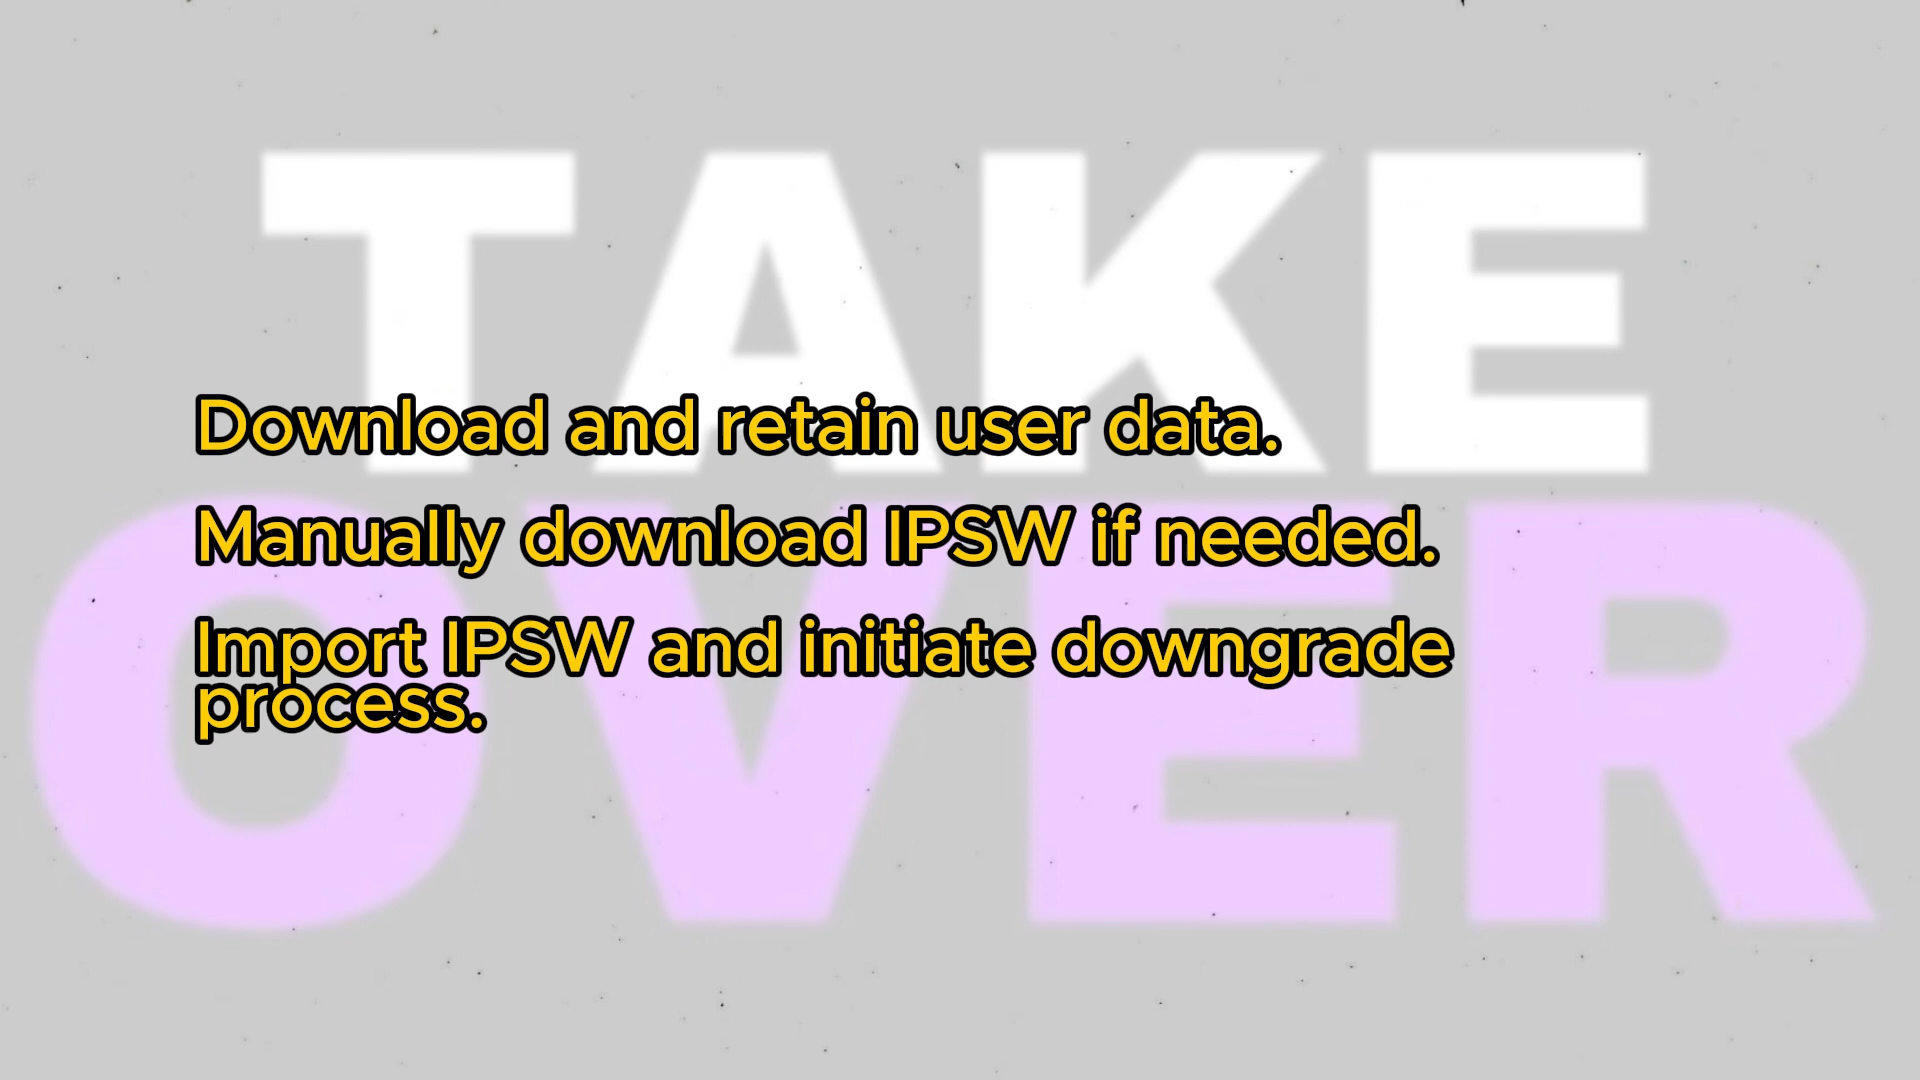 TAKE
Download and retain user data.
OVER
Manually download IPSW if needed.
Import IPSW and initiate downgrade
process.